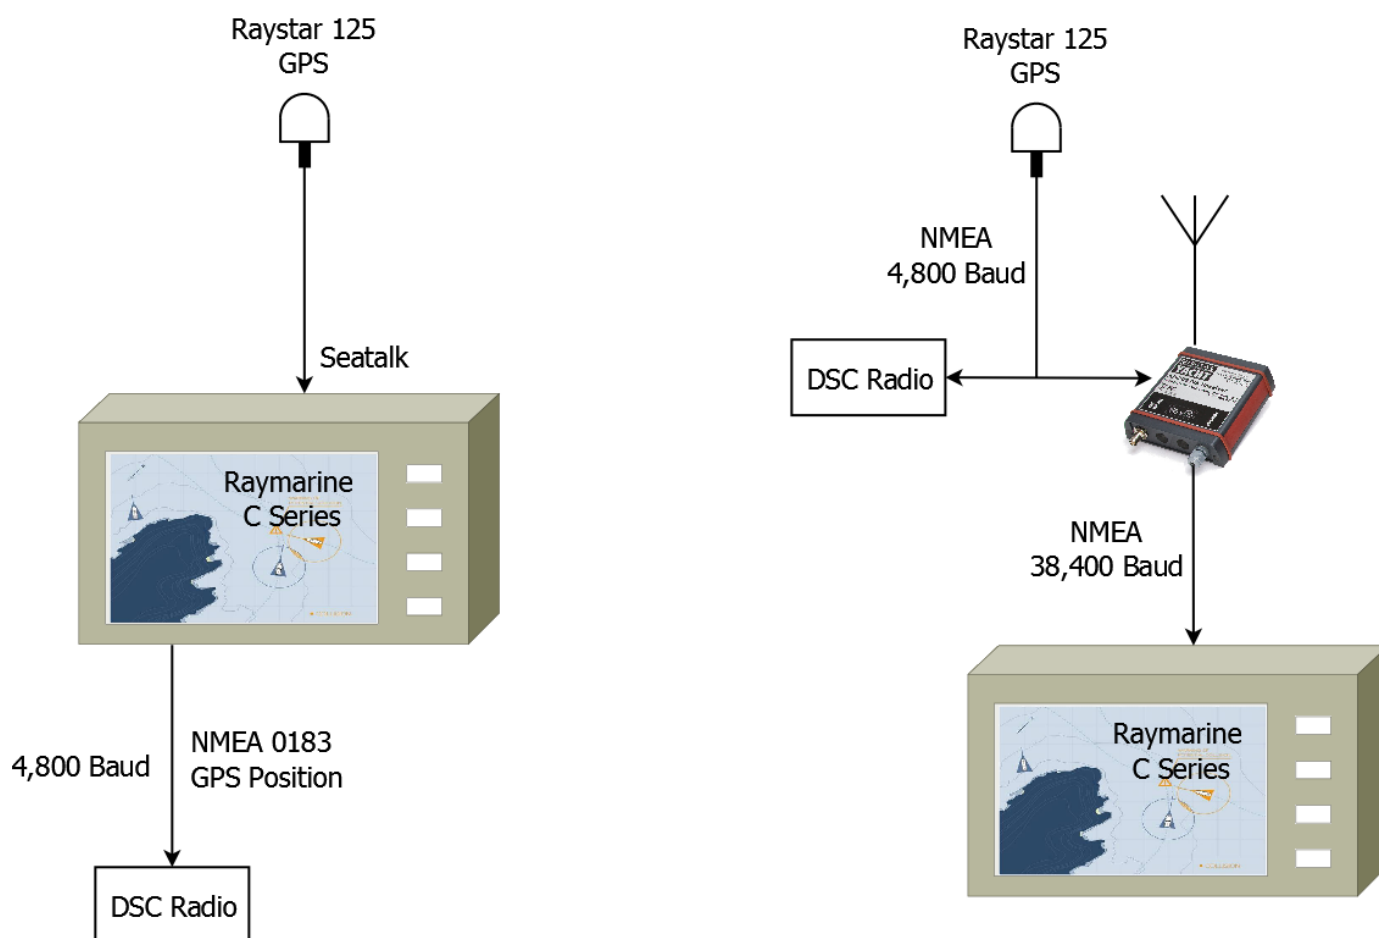 Raystar 125
GPS
Seatalk
Raymarine
C Series
4,800 Baud
NMEA 0183
GPS Position
DSC Radio
Raystar 125
GPS
NMEA
4,800 Baud
DSC Radio
YACHT
NMEA
38,400 Baud
Raymarine
C Series